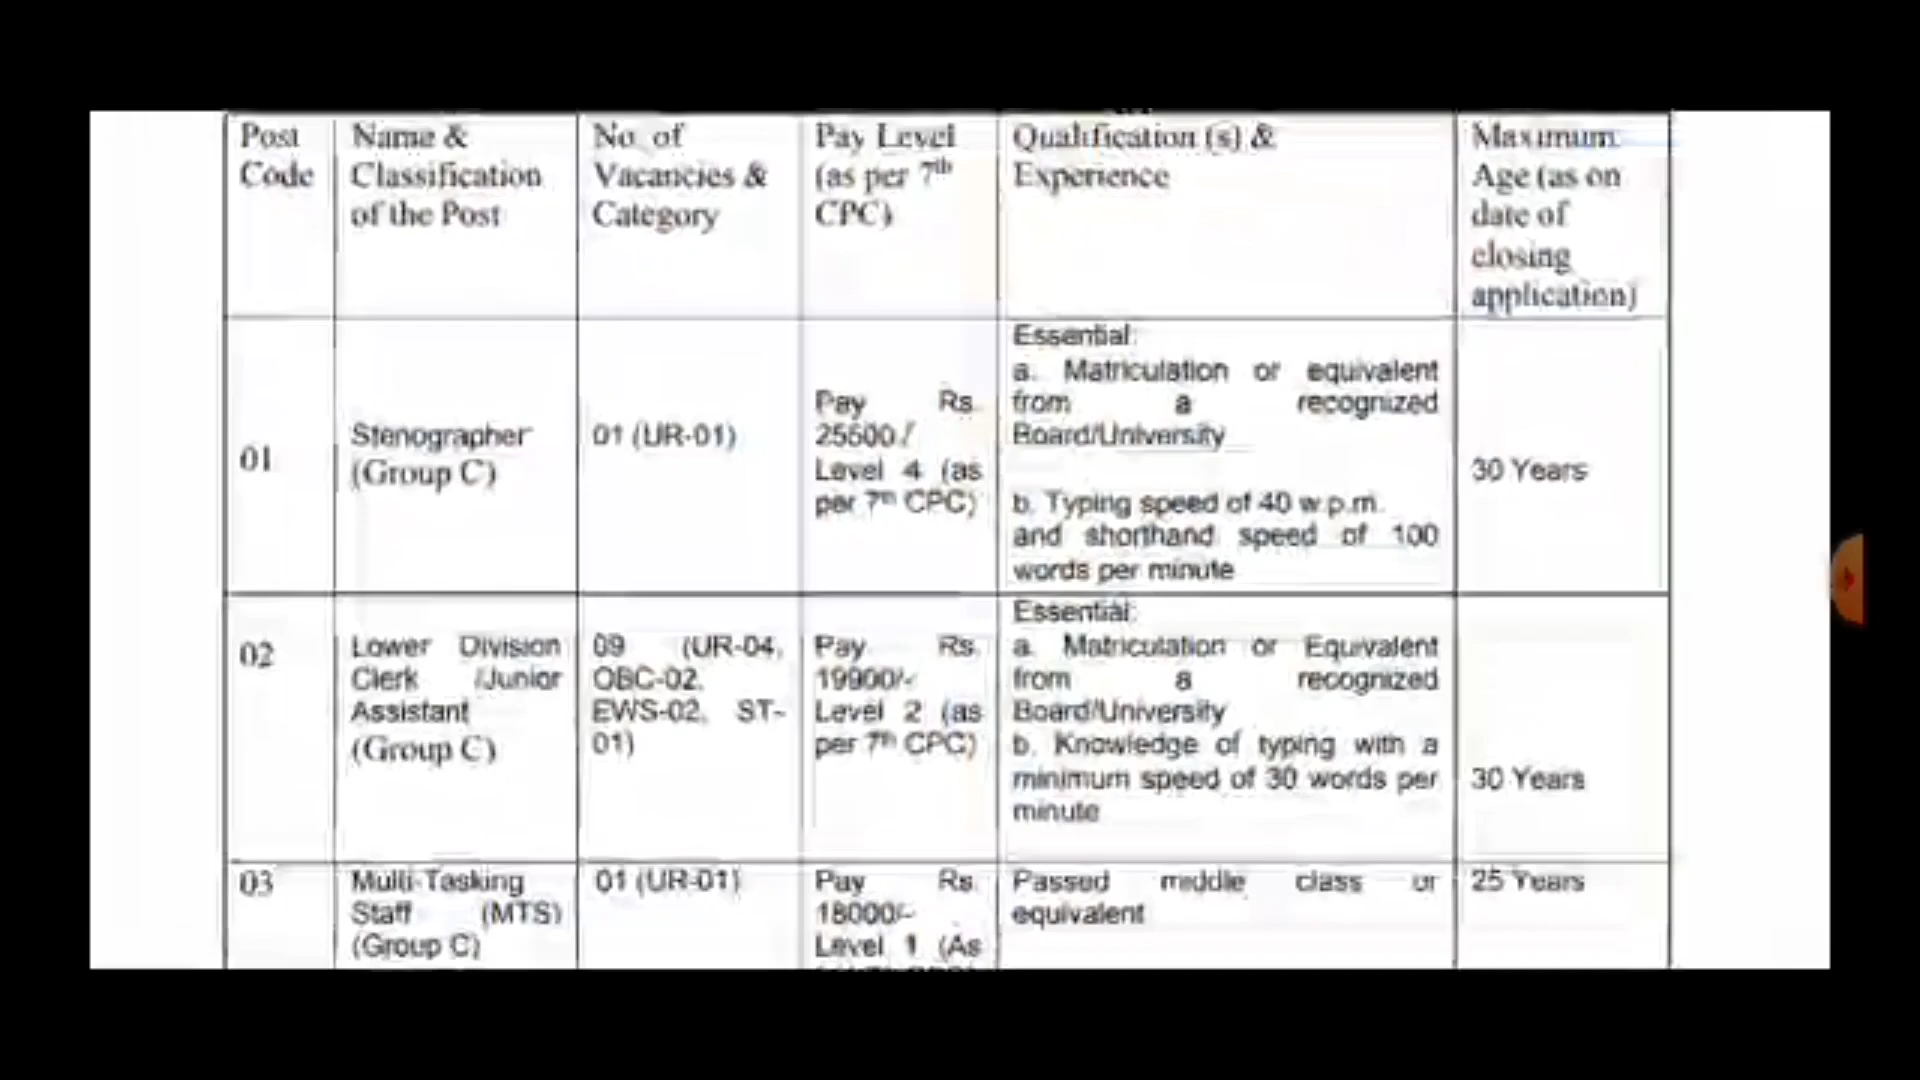 Post Code
Name & Classification of the Post
No. of Vacancies & Category
Pay Level (as per 7th CPC)
Qualification (s) & Experience
Maximum Age (as on date of closing application)
01
Stenographer
(Group C)
01 (UR-01)
Pay Rs.
25500/
Level 4 (as
per 7th CPC)
Essential:
a. Matriculation or equivalent
from a recognized
Board/University
b. Typing speed of 40 w.p.m.
and shorthand speed of 100
words per minute
30 Years
02
Lower Division
Clerk /Junior
Assistant
(Group C)
09 (UR-04,
OBC-02,
EWS-02, ST-
01)
Pay Rs.
19900/-
Level 2 (as
per 7th CPC)
Essential:
a. Matriculation or Equivalent
from a recognized
Board/University
b. Knowledge of typing with a
minimum speed of 30 words per
minute
30 Years
03
Multi-Tasking
Staff (MTS)
(Group C)
01 (UR-01)
Pay Rs.
18000/-
Level 1 (As
Passed middle class or
equivalent
25 Years